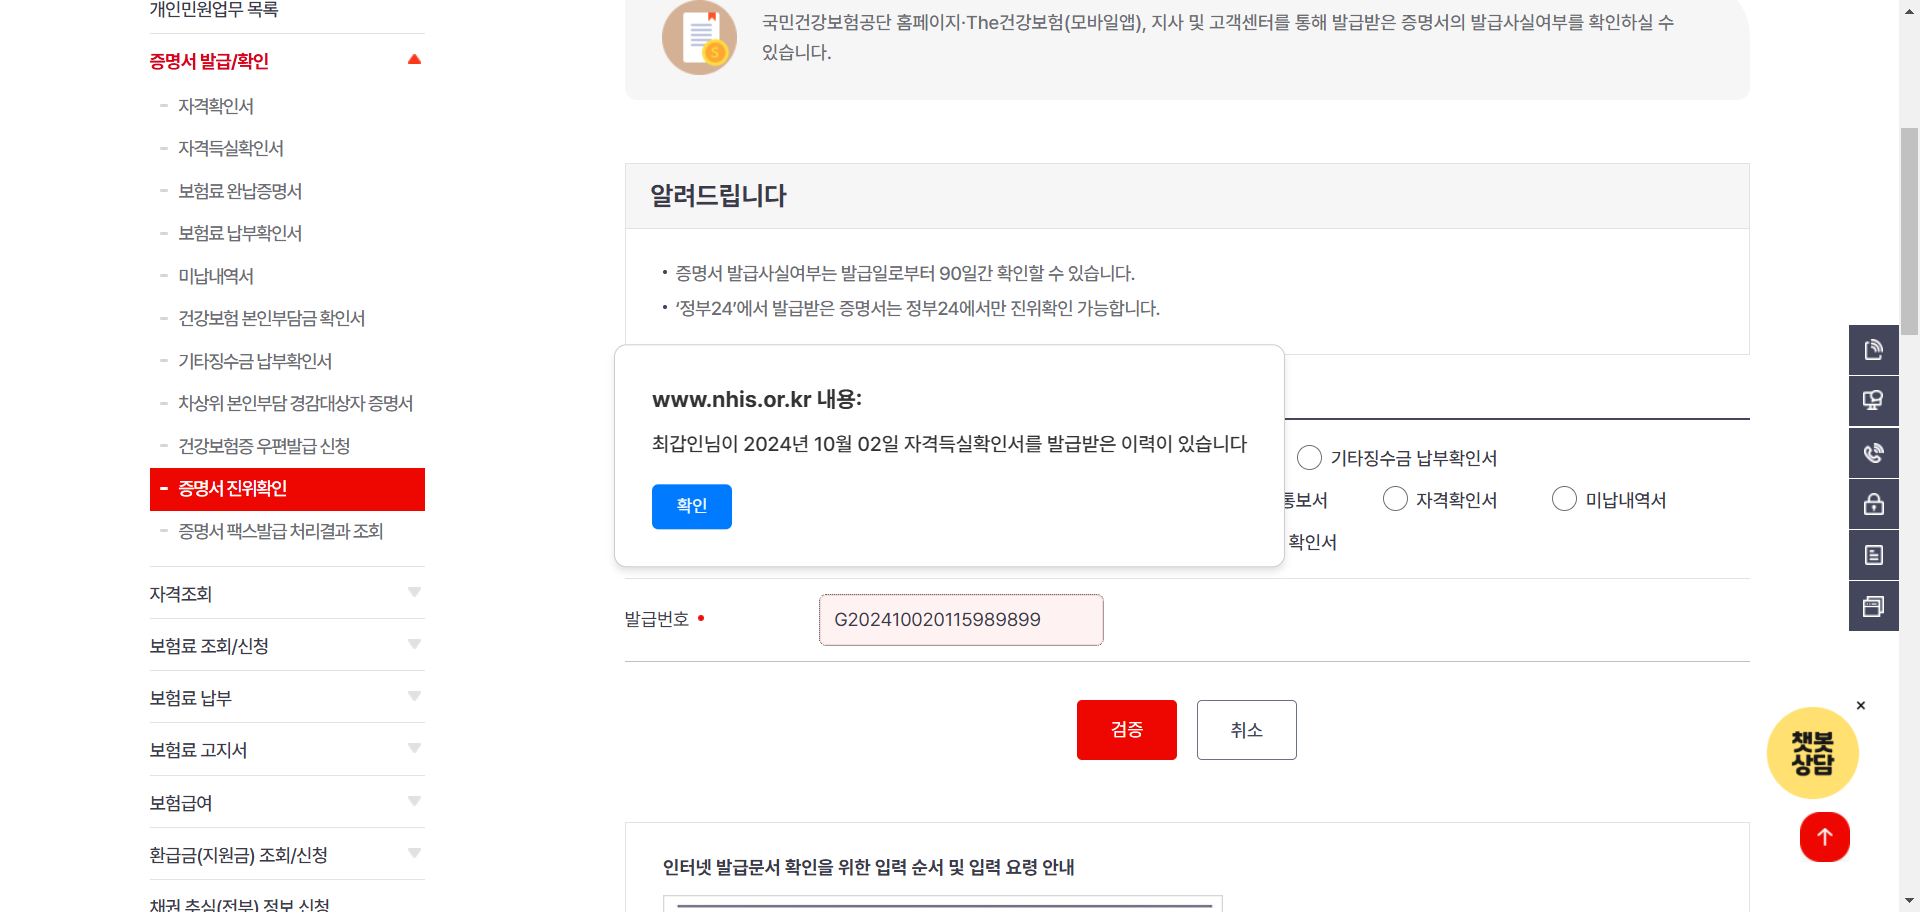 개인민원업무 목록
증명서 발급/확인
자격확인서
자격득실확인서
보험료 완납증명서
보험료 납부확인서
미납내역서
건강보험 본인부담금 확인서
기타징수금 납부확인서
차상위 본인부담 경감대상자 증명서
건강보험증 우편발급 신청
증명서 진위확인
증명서 팩스발급 처리결과 조회
자격조회
보험료 조회/신청
보험료 납부
보험료 고지서
보험급여
환급금(지원금) 조회/신청
채권 추심(전부) 정보 신청
국민건강보험공단 홈페이지·The건강보험(모바일앱), 지사 및 고객센터를 통해 발급받은 증명서의 발급사실여부를 확인하실 수
있습니다.
알려드립니다
• 증명서 발급사실여부는 발급일로부터 90일간 확인할 수 있습니다.
• ‘정부24’에서 발급받은 증명서는 정부24에서만 진위확인 가능합니다.
www.nhis.or.kr 내용:
최갑인님이 2024년 10월 02일 자격득실확인서를 발급받은 이력이 있습니다
확인
기타징수금 납부확인서
통보서 자격확인서 미납내역서
확인서
발급번호 •
G202410020115989899
검증 취소
챗봇
상담
인터넷 발급문서 확인을 위한 입력 순서 및 입력 요령 안내